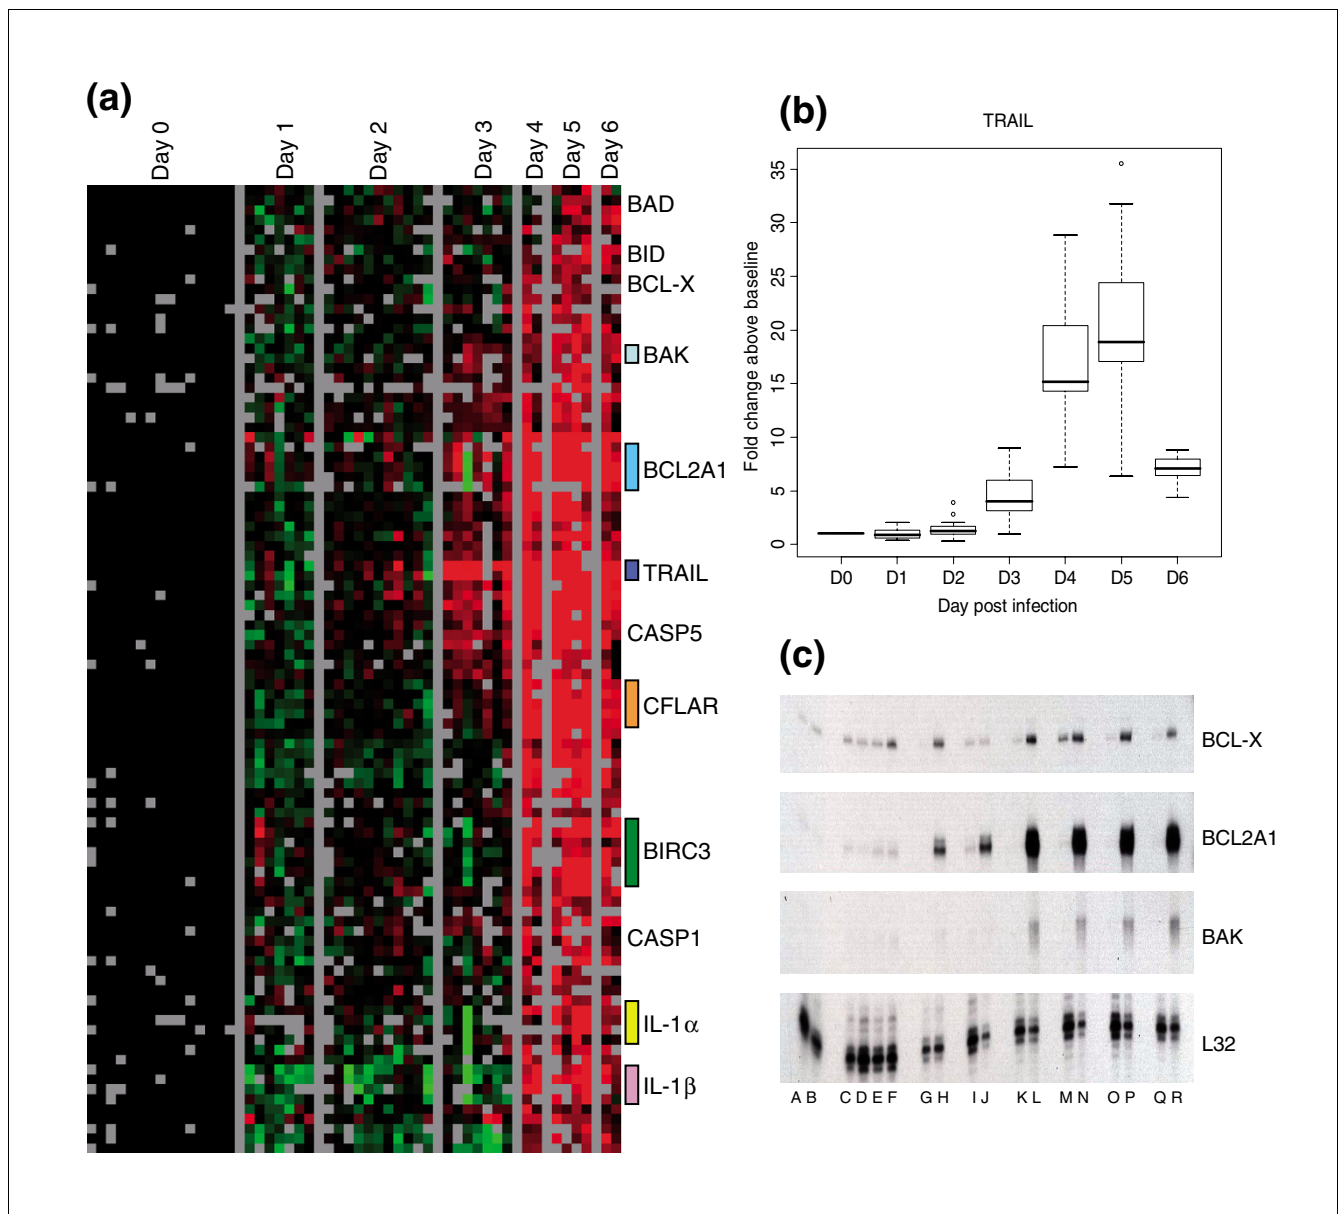 (a)
Day 0
Day 1
Day 2
Day 3
Day 4
Day 5
Day 6
BAD
BID
BCL-X
BAK
BCL2A1
TRAIL
CASP5
CFLAR
BIRC3
CASP1
IL-1α
IL-1β
(b)
TRAIL
Fold change above baseline
35
30
25
20
15
10
5
0
D0 D1 D2 D3 D4 D5 D6
Day post infection
(c)
BCL-X
BCL2A1
BAK
L32
A B C D E F G H I J K L M N O P Q R